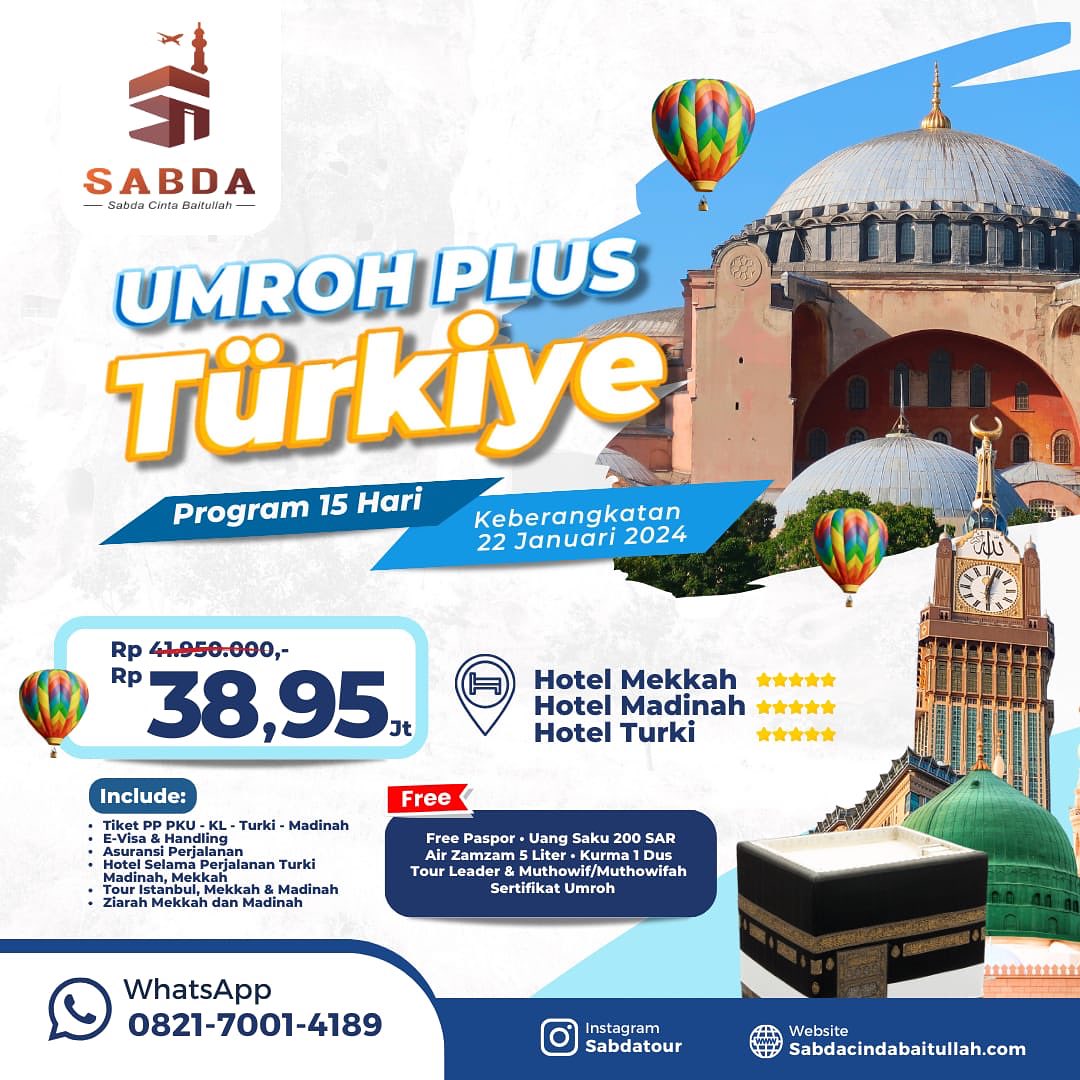 SABDA
Sabda Cinta Baitullah
UMROH PLUS
Türkiye
Program 15 Hari
Keberangkatan
22 Januari 2024
Rp 41.950.000,-
Rp 38,95 Jt
Hotel Mekkah
Hotel Madinah
Hotel Turki
Include:
• Tiket PP PKU - KL - Turki - Madinah
• E-Visa & Handling
• Asuransi Perjalanan
• Hotel Selama Perjalanan Turki
Madinah, Mekkah
• Tour Istanbul, Mekkah & Madinah
• Ziarah Mekkah dan Madinah
Free
Free Paspor • Uang Saku 200 SAR
Air Zamzam 5 Liter • Kurma 1 Dus
Tour Leader & Muthowif/Muthowifah
Sertifikat Umroh
WhatsApp
0821-7001-4189
Instagram
Sabdatour
Website
Sabdacindabaitullah.com
الله